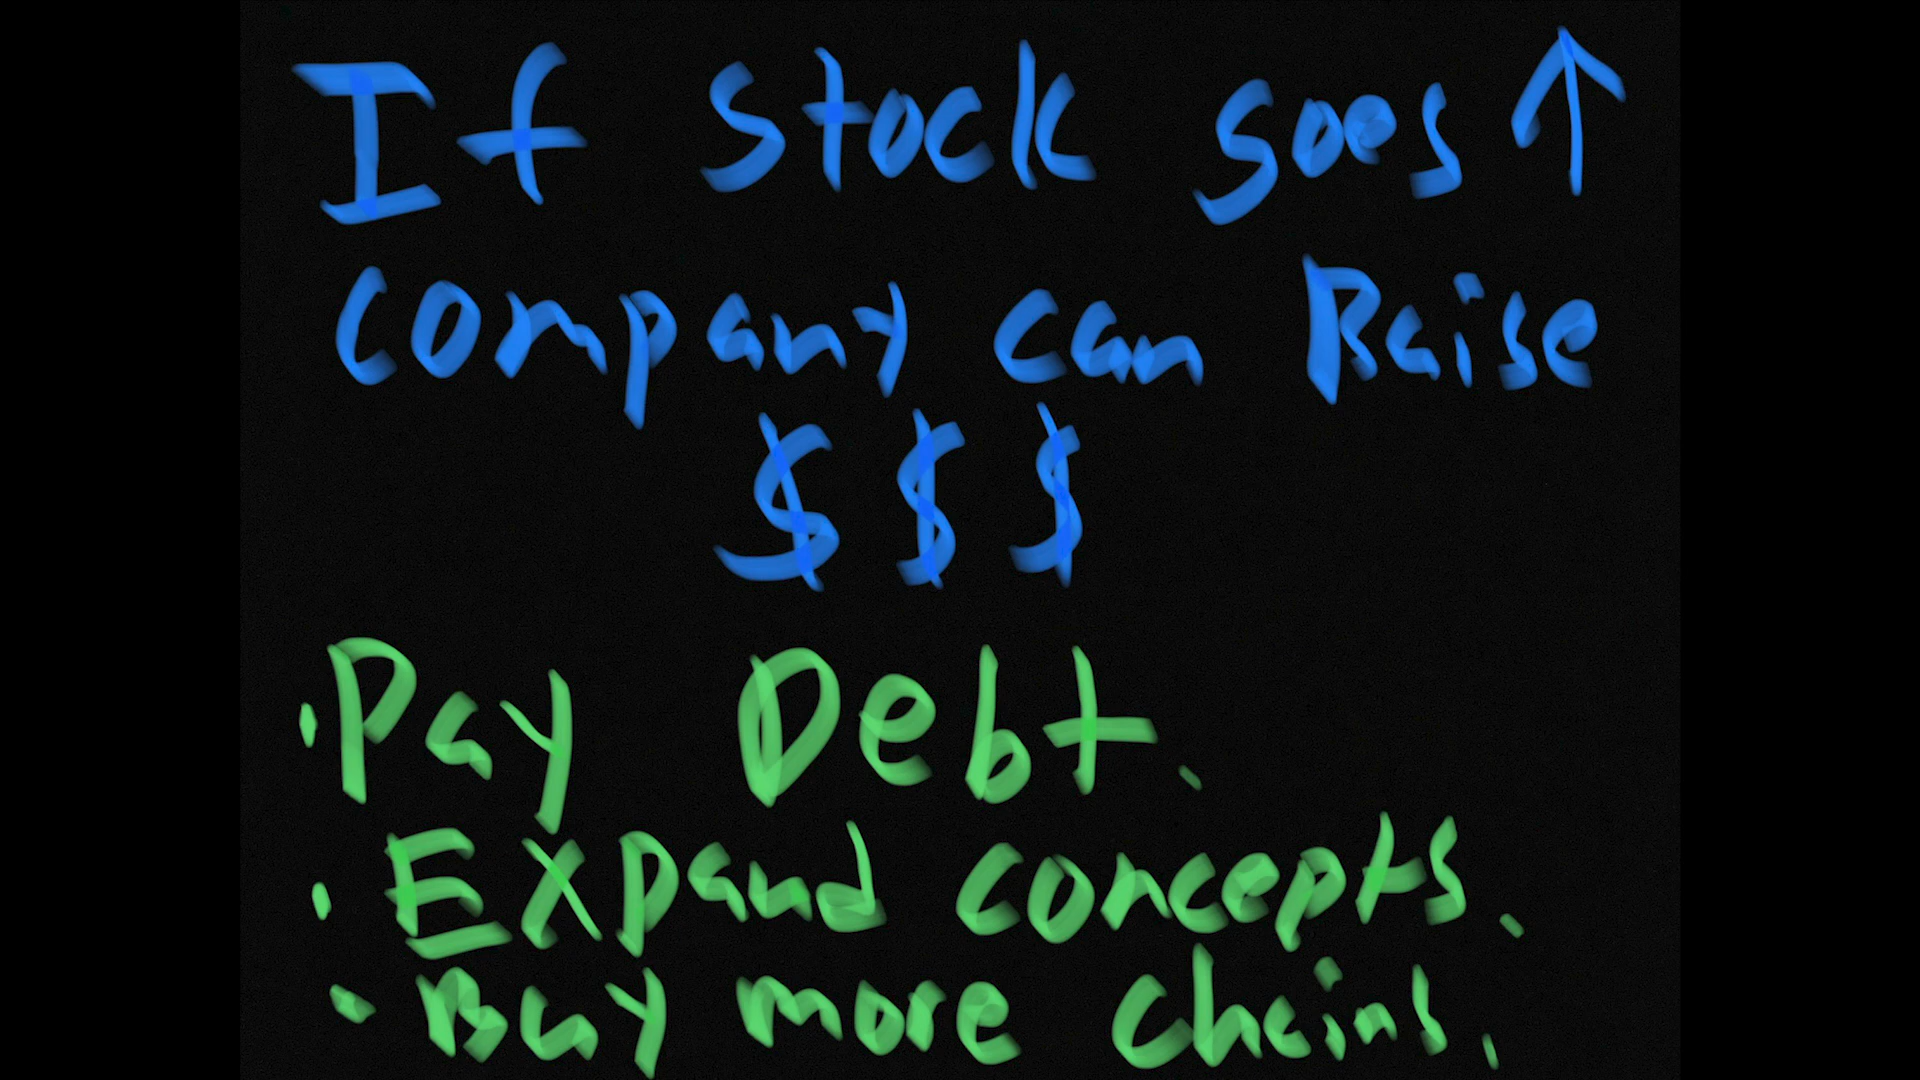 If stock goes ↑
company can Raise
$ $ $
· Pay Debt.
· Expand concepts.
· Buy more chains.